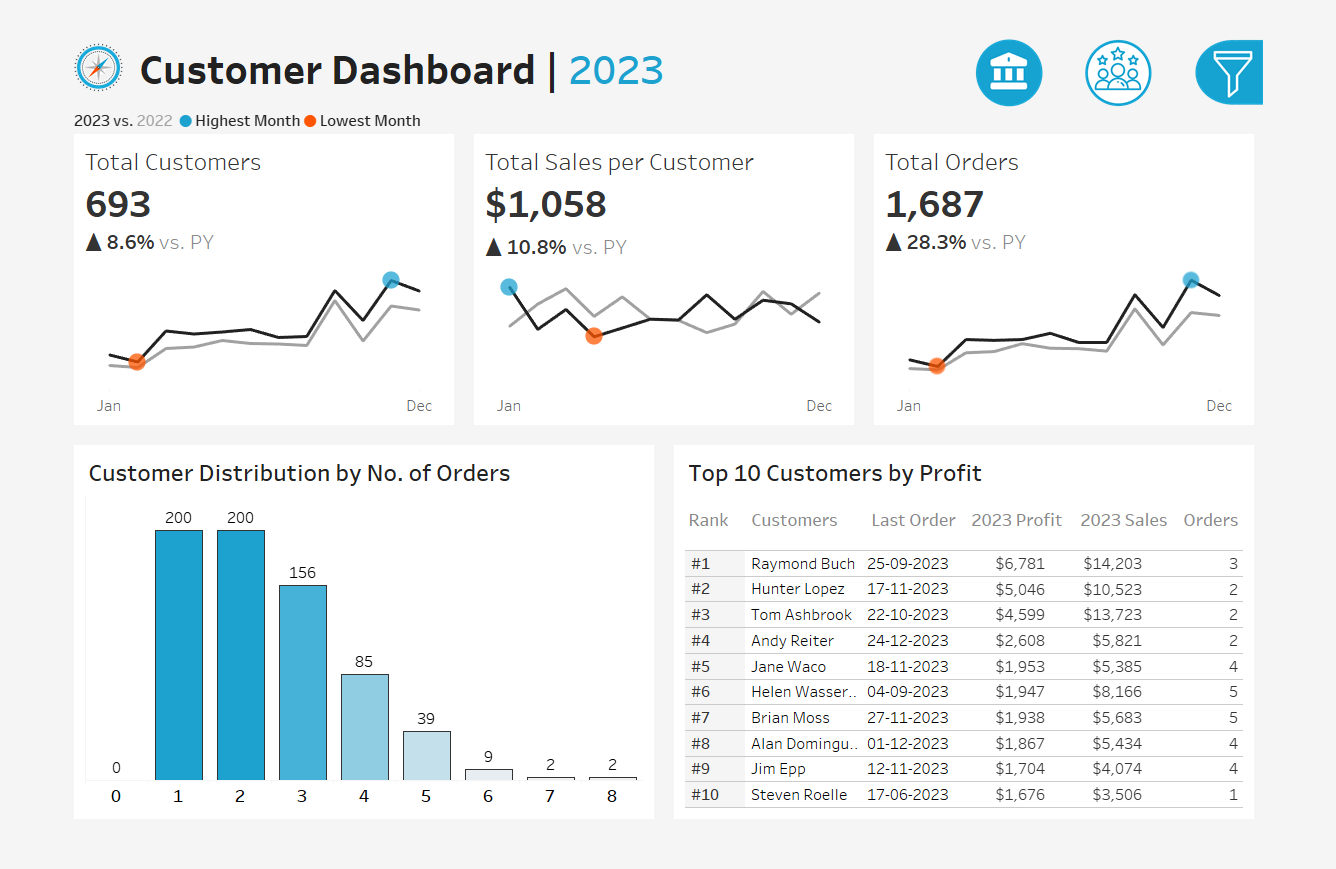 Customer Dashboard | 2023
2023 vs. 2022 Highest Month Lowest Month
Total Customers
693
▲ 8.6% vs. PY
Jan Dec
Total Sales per Customer
$1,058
▲ 10.8% vs. PY
Jan Dec
Total Orders
1,687
▲ 28.3% vs. PY
Jan Dec
Customer Distribution by No. of Orders
0 200 200 156 85 39 9 2 2
0 1 2 3 4 5 6 7 8
Top 10 Customers by Profit
Rank Customers Last Order 2023 Profit 2023 Sales Orders
#1 Raymond Buch 25-09-2023 $6,781 $14,203 3
#2 Hunter Lopez 17-11-2023 $5,046 $10,523 2
#3 Tom Ashbrook 22-10-2023 $4,599 $13,723 2
#4 Andy Reiter 24-12-2023 $2,608 $5,821 2
#5 Jane Waco 18-11-2023 $1,953 $5,385 4
#6 Helen Wasser.. 04-09-2023 $1,947 $8,166 5
#7 Brian Moss 27-11-2023 $1,938 $5,683 5
#8 Alan Domingu.. 01-12-2023 $1,867 $5,434 4
#9 Jim Epp 12-11-2023 $1,704 $4,074 4
#10 Steven Roelle 17-06-2023 $1,676 $3,506 1